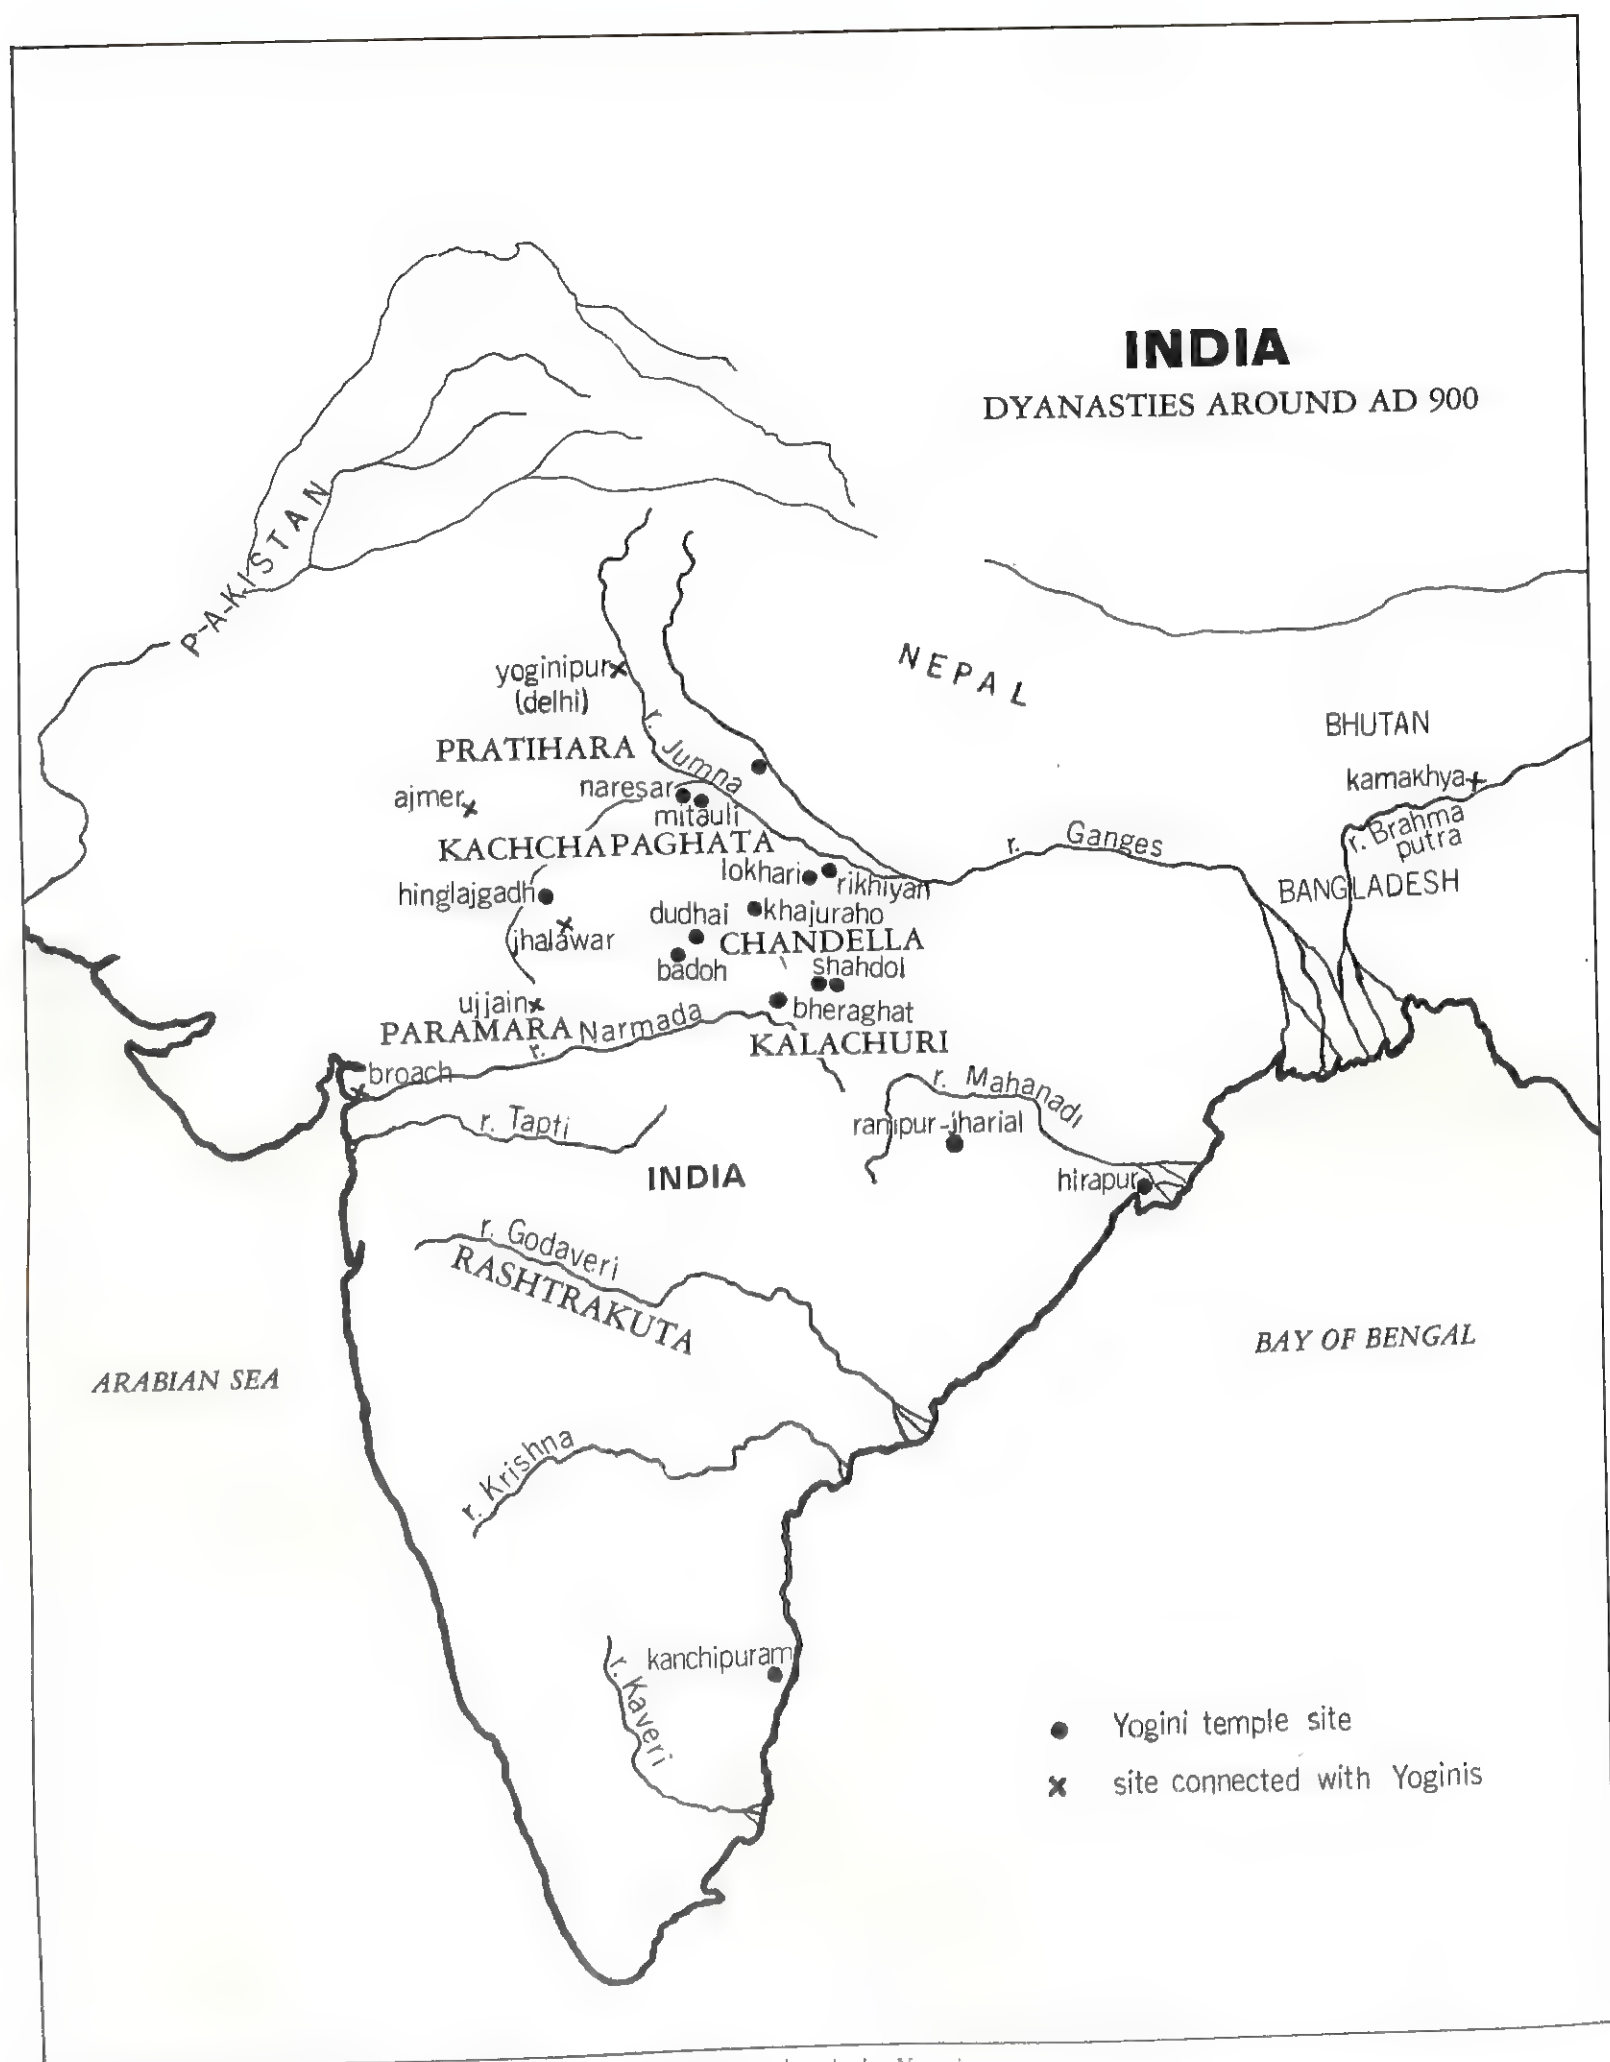 INDIA
DYANASTIES AROUND AD 900
PAKISTAN
NEPAL
yoginipur
(delhi)
BHUTAN
r. Jumna
PRATIHARA
kamakhya
naresar
ajmer
mitauli
r. Brahma
putra
r. Ganges
KACHCHAPAGHATA
lokhari
rikhiyan
BANGLADESH
hinglajgadh
dudhai
khajuraho
jhalawar
CHANDELLA
badoh
shahdol
ujjain
bheraghat
PARAMARA
r. Narmada
KALACHURI
broach
r. Mahanadi
r. Tapti
ranipur-jharial
INDIA
hirapur
r. Godaveri
RASHTRAKUTA
ARABIAN SEA
BAY OF BENGAL
r. Krishna
kanchipuram
r. Kaveri
Yogini temple site
site connected with Yoginis